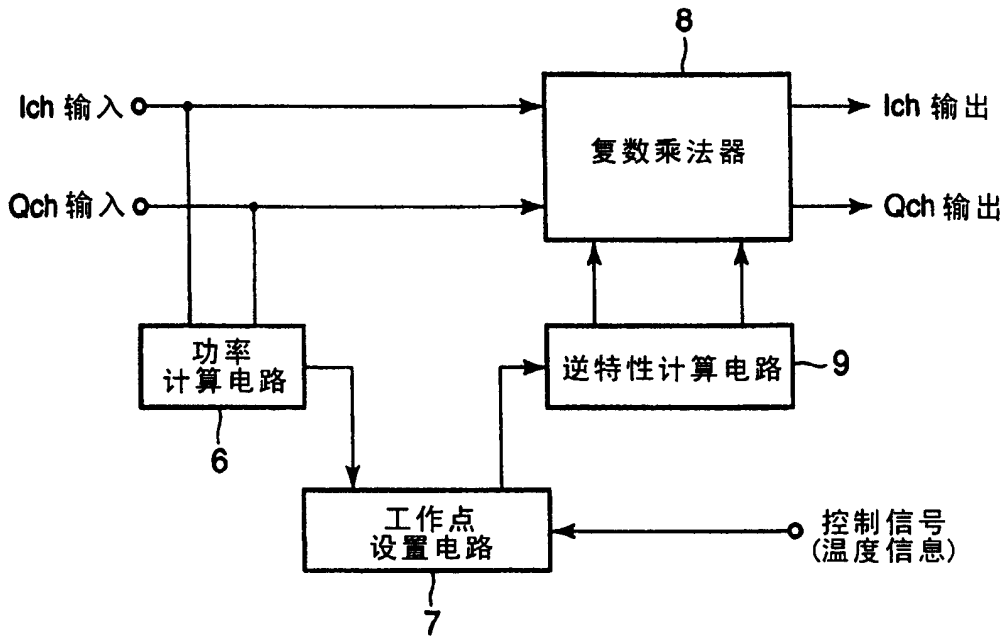 8
Ich 输入
复数乘法器
Ich 输出
Qch 输入
Qch 输出
功率
计算电路
6
逆特性计算电路
9
工作点
设置电路
7
控制信号
(温度信息)